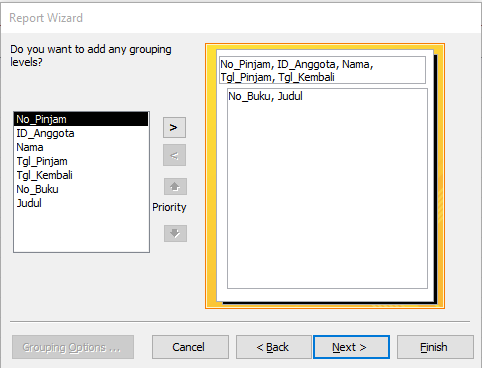 Report Wizard
Do you want to add any grouping
levels?
No_Pinjam
ID_Anggota
Nama
Tgl_Pinjam
Tgl_Kembali
No_Buku
Judul
>
<
Priority
No_Pinjam, ID_Anggota, Nama,
Tgl_Pinjam, Tgl_Kembali
No_Buku, Judul
Grouping Options ...
Cancel
< Back
Next >
Finish